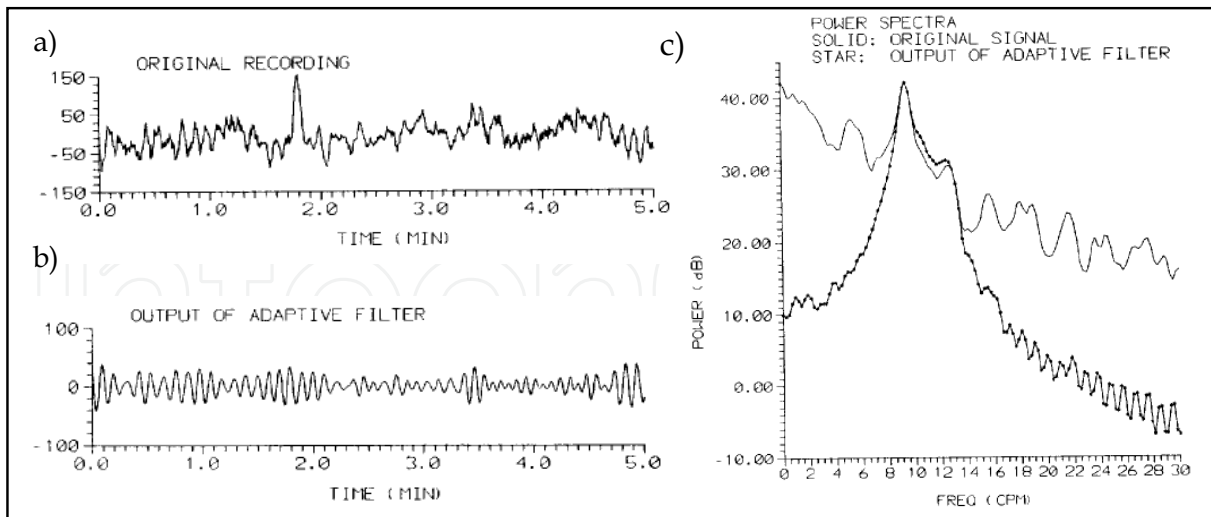 a)
ORIGINAL RECORDING
150
50
-50
-150
0.0 1.0 2.0 3.0 4.0 5.0
TIME (MIN)
b)
OUTPUT OF ADAPTIVE FILTER
100
0
-100
0.0 1.0 2.0 3.0 4.0 5.0
TIME (MIN)
c)
POWER SPECTRA
SOLID: ORIGINAL SIGNAL
STAR: OUTPUT OF ADAPTIVE FILTER
POWER (dB)
40.00
30.00
20.00
10.00
0.00
-10.00
0 2 4 6 8 10 12 14 16 18 20 22 24 26 28 30
FREQ (CPM)